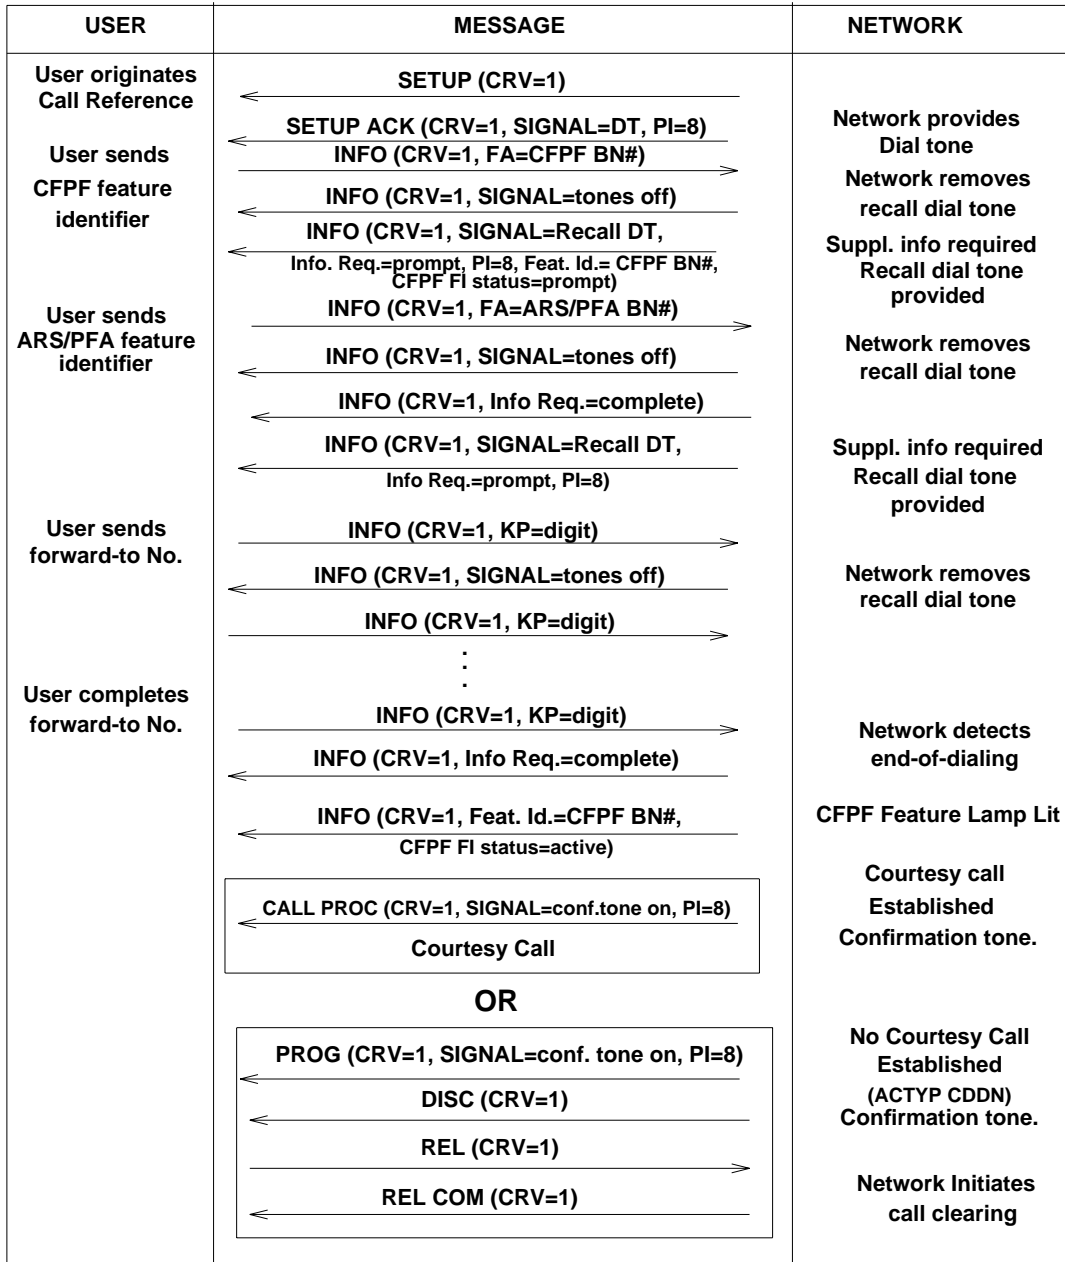 USER MESSAGE NETWORK
User originates
Call Reference
SETUP (CRV=1)
SETUP ACK (CRV=1, SIGNAL=DT, PI=8)
Network provides
Dial tone
User sends
CFPF feature
identifier
INFO (CRV=1, FA=CFPF BN#)
INFO (CRV=1, SIGNAL=tones off)
Network removes
recall dial tone
INFO (CRV=1, SIGNAL=Recall DT,
Info. Req.=prompt, PI=8, Feat. Id.= CFPF BN#,
CFPF FI status=prompt)
Suppl. info required
Recall dial tone
provided
User sends
ARS/PFA feature
identifier
INFO (CRV=1, FA=ARS/PFA BN#)
INFO (CRV=1, SIGNAL=tones off)
Network removes
recall dial tone
INFO (CRV=1, Info Req.=complete)
INFO (CRV=1, SIGNAL=Recall DT,
Info Req.=prompt, PI=8)
Suppl. info required
Recall dial tone
provided
User sends
forward-to No.
INFO (CRV=1, KP=digit)
INFO (CRV=1, SIGNAL=tones off)
Network removes
recall dial tone
INFO (CRV=1, KP=digit)
.
.
.
User completes
forward-to No.
INFO (CRV=1, KP=digit)
Network detects
end-of-dialing
INFO (CRV=1, Info Req.=complete)
INFO (CRV=1, Feat. Id.=CFPF BN#,
CFPF FI status=active)
CFPF Feature Lamp Lit
CALL PROC (CRV=1, SIGNAL=conf.tone on, PI=8)
Courtesy Call
Courtesy call
Established
Confirmation tone.
OR
PROG (CRV=1, SIGNAL=conf. tone on, PI=8)
No Courtesy Call
Established
(ACTYP CDDN)
Confirmation tone.
DISC (CRV=1)
REL (CRV=1)
REL COM (CRV=1)
Network Initiates
call clearing